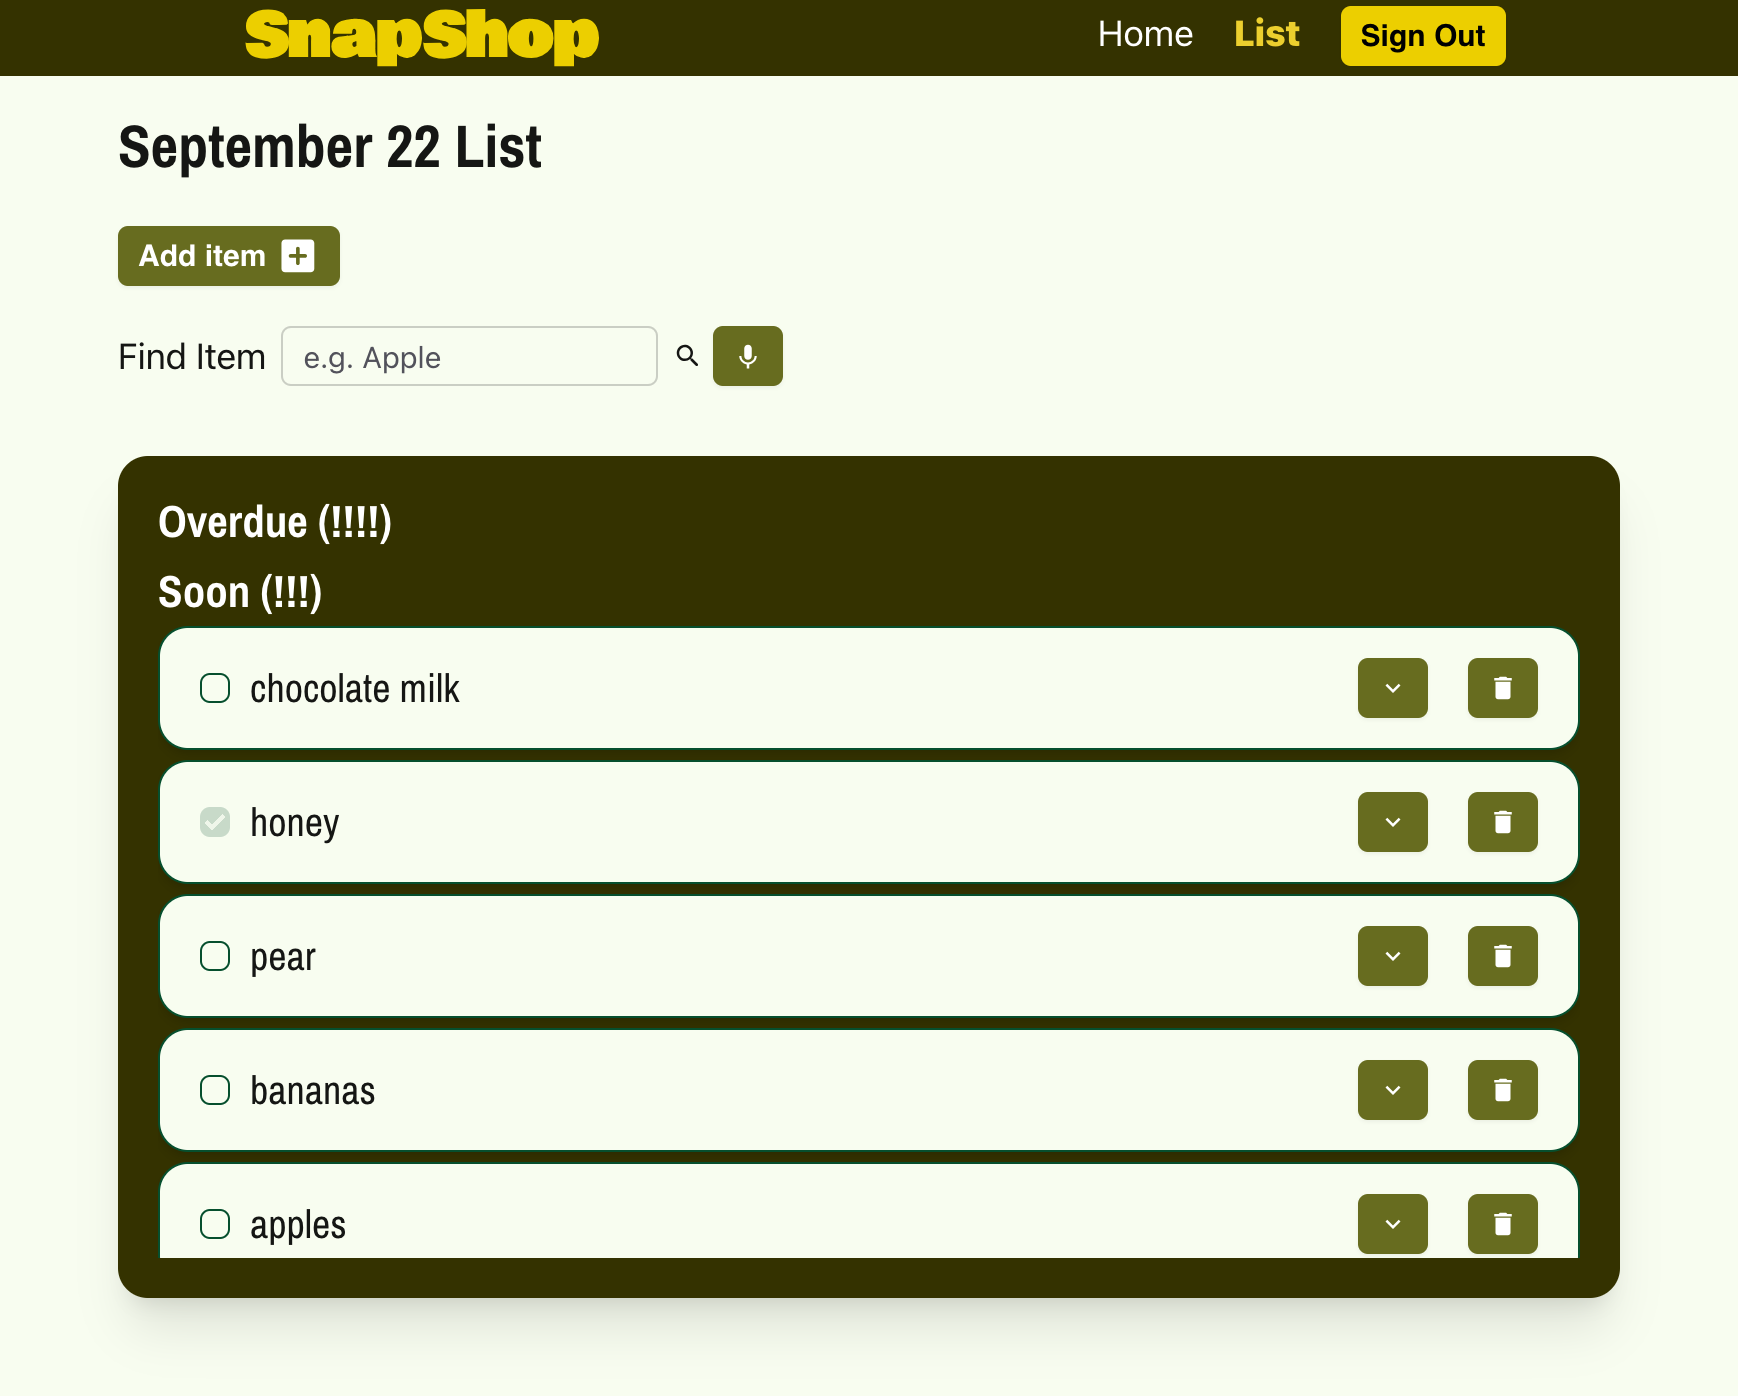 SnapShop
Home List Sign Out
September 22 List
Add item
Find Item e.g. Apple
Overdue (!!!!)
Soon (!!!)
chocolate milk
honey
pear
bananas
apples